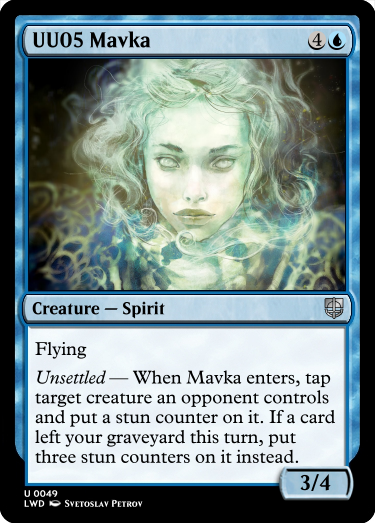 UU05 Mavka 4
Creature — Spirit
Flying
Unsettled — When Mavka enters, tap
target creature an opponent controls
and put a stun counter on it. If a card
left your graveyard this turn, put
three stun counters on it instead.
3/4
U 0049
LWD Svetoslav Petrov